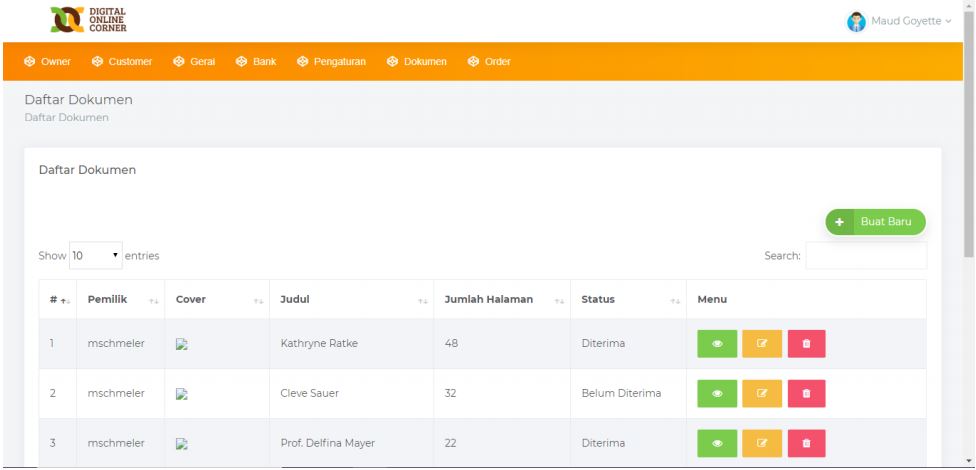 DIGITAL
ONLINE
CORNER
Maud Goyette
Owner Customer Gerai Bank Pengaturan Dokumen Order
Daftar Dokumen
Daftar Dokumen
Daftar Dokumen
Buat Baru
Show 10 entries Search:
# Pemilik Cover Judul Jumlah Halaman Status Menu
1 mschmeler Kathryne Ratke 48 Diterima
2 mschmeler Cleve Sauer 32 Belum Diterima
3 mschmeler Prof. Delfina Mayer 22 Diterima